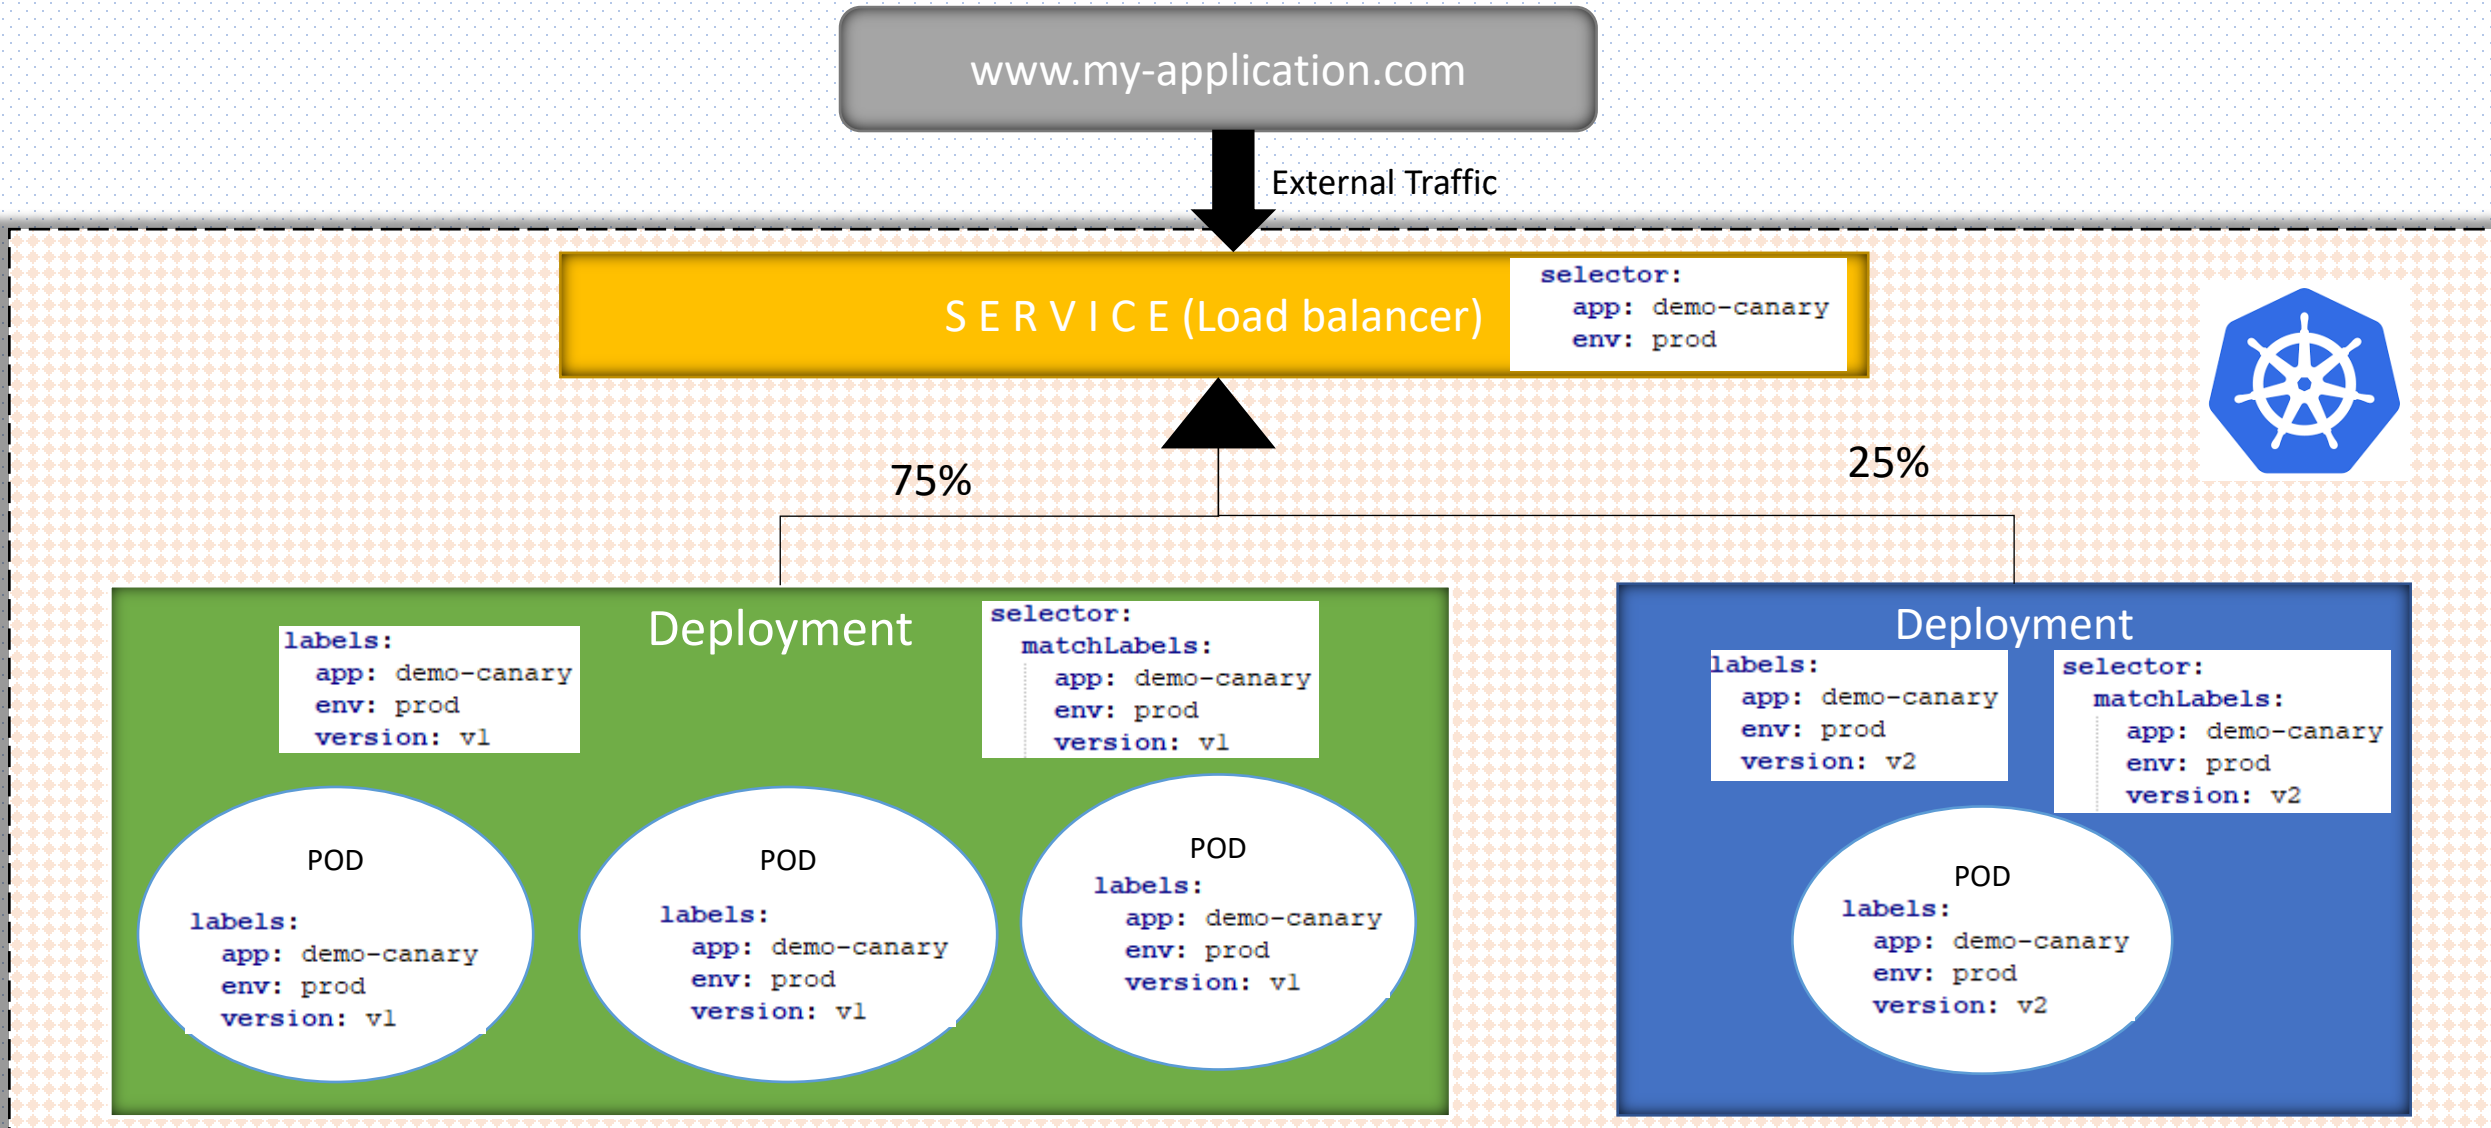 www.my-application.com
External Traffic
S E R V I C E (Load balancer)
selector:
  app: demo-canary
  env: prod
75%
25%
Deployment
labels:
  app: demo-canary
  env: prod
  version: v1
selector:
  matchLabels:
    app: demo-canary
    env: prod
    version: v1
POD
labels:
  app: demo-canary
  env: prod
  version: v1
POD
labels:
  app: demo-canary
  env: prod
  version: v1
POD
labels:
  app: demo-canary
  env: prod
  version: v1
Deployment
labels:
  app: demo-canary
  env: prod
  version: v2
selector:
  matchLabels:
    app: demo-canary
    env: prod
    version: v2
POD
labels:
  app: demo-canary
  env: prod
  version: v2